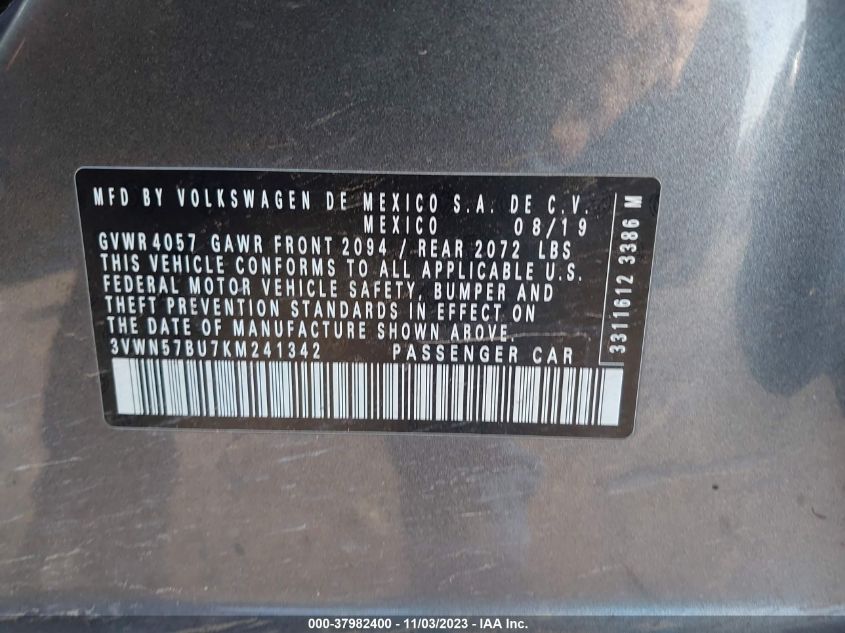 MFD BY VOLKSWAGEN DE MEXICO S.A. DE C.V.
MEXICO 08/19
GVWR 4057 GAWR FRONT 2094 / REAR 2072 LBS
THIS VEHICLE CONFORMS TO ALL APPLICABLE U.S.
FEDERAL MOTOR VEHICLE SAFETY, BUMPER AND
THEFT PREVENTION STANDARDS IN EFFECT ON
THE DATE OF MANUFACTURE SHOWN ABOVE.
3VWN57BU7KM241342 PASSENGER CAR
3311612 3386 M
000-37982400 - 11/03/2023 - IAA Inc.